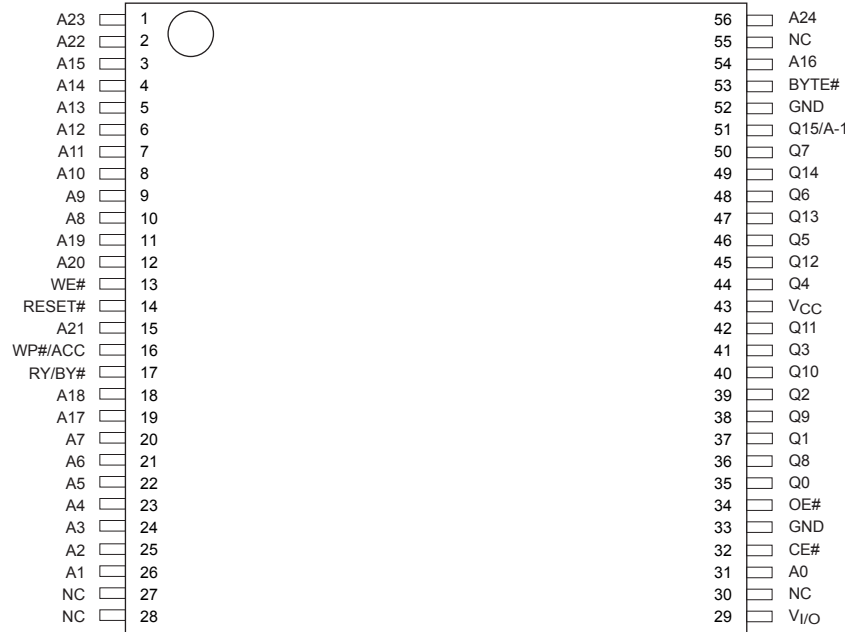 A23 1 56 A24
A22 2 55 NC
A15 3 54 A16
A14 4 53 BYTE#
A13 5 52 GND
A12 6 51 Q15/A-1
A11 7 50 Q7
A10 8 49 Q14
A9 9 48 Q6
A8 10 47 Q13
A19 11 46 Q5
A20 12 45 Q12
WE# 13 44 Q4
RESET# 14 43 VCC
A21 15 42 Q11
WP#/ACC 16 41 Q3
RY/BY# 17 40 Q10
A18 18 39 Q2
A17 19 38 Q9
A7 20 37 Q1
A6 21 36 Q8
A5 22 35 Q0
A4 23 34 OE#
A3 24 33 GND
A2 25 32 CE#
A1 26 31 A0
NC 27 30 NC
NC 28 29 VI/O